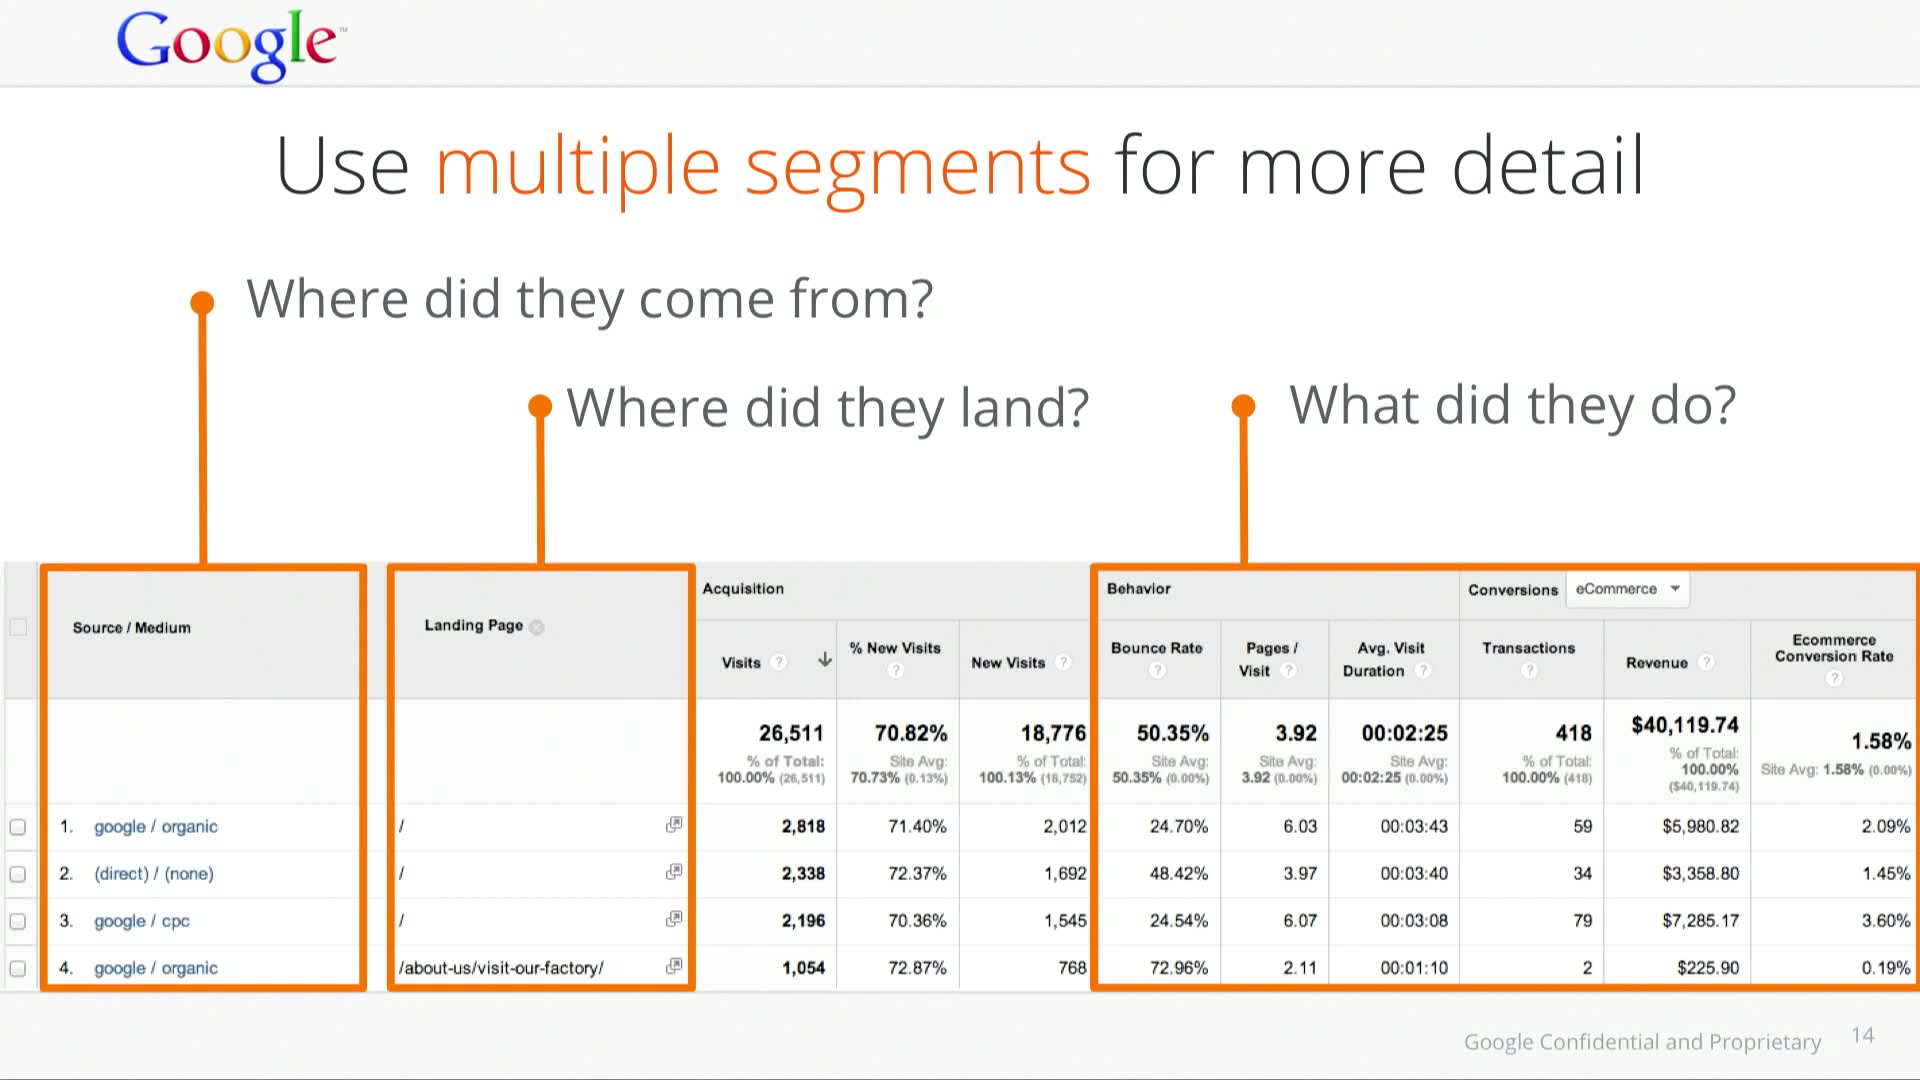 Google™
Use multiple segments for more detail
Where did they come from?
Where did they land?
What did they do?
Source / Medium
Landing Page
Acquisition
Behavior
Conversions eCommerce
Visits ?
% New Visits ?
New Visits ?
Bounce Rate ?
Pages / Visit ?
Avg. Visit Duration ?
Transactions ?
Revenue ?
Ecommerce Conversion Rate ?
26,511 70.82% 18,776 50.35% 3.92 00:02:25 418 $40,119.74 1.58%
% of Total: 100.00% (26,511)
Site Avg: 70.73% (0.13%)
% of Total: 100.13% (18,752)
Site Avg: 50.35% (0.00%)
Site Avg: 3.92 (0.00%)
Site Avg: 00:02:25 (0.00%)
% of Total: 100.00% (418)
% of Total: 100.00% ($40,119.74)
Site Avg: 1.58% (0.00%)
1. google / organic / 2,818 71.40% 2,012 24.70% 6.03 00:03:43 59 $5,980.82 2.09%
2. (direct) / (none) / 2,338 72.37% 1,692 48.42% 3.97 00:03:40 34 $3,358.80 1.45%
3. google / cpc / 2,196 70.36% 1,545 24.54% 6.07 00:03:08 79 $7,285.17 3.60%
4. google / organic /about-us/visit-our-factory/ 1,054 72.87% 768 72.96% 2.11 00:01:10 2 $225.90 0.19%
Google Confidential and Proprietary 14